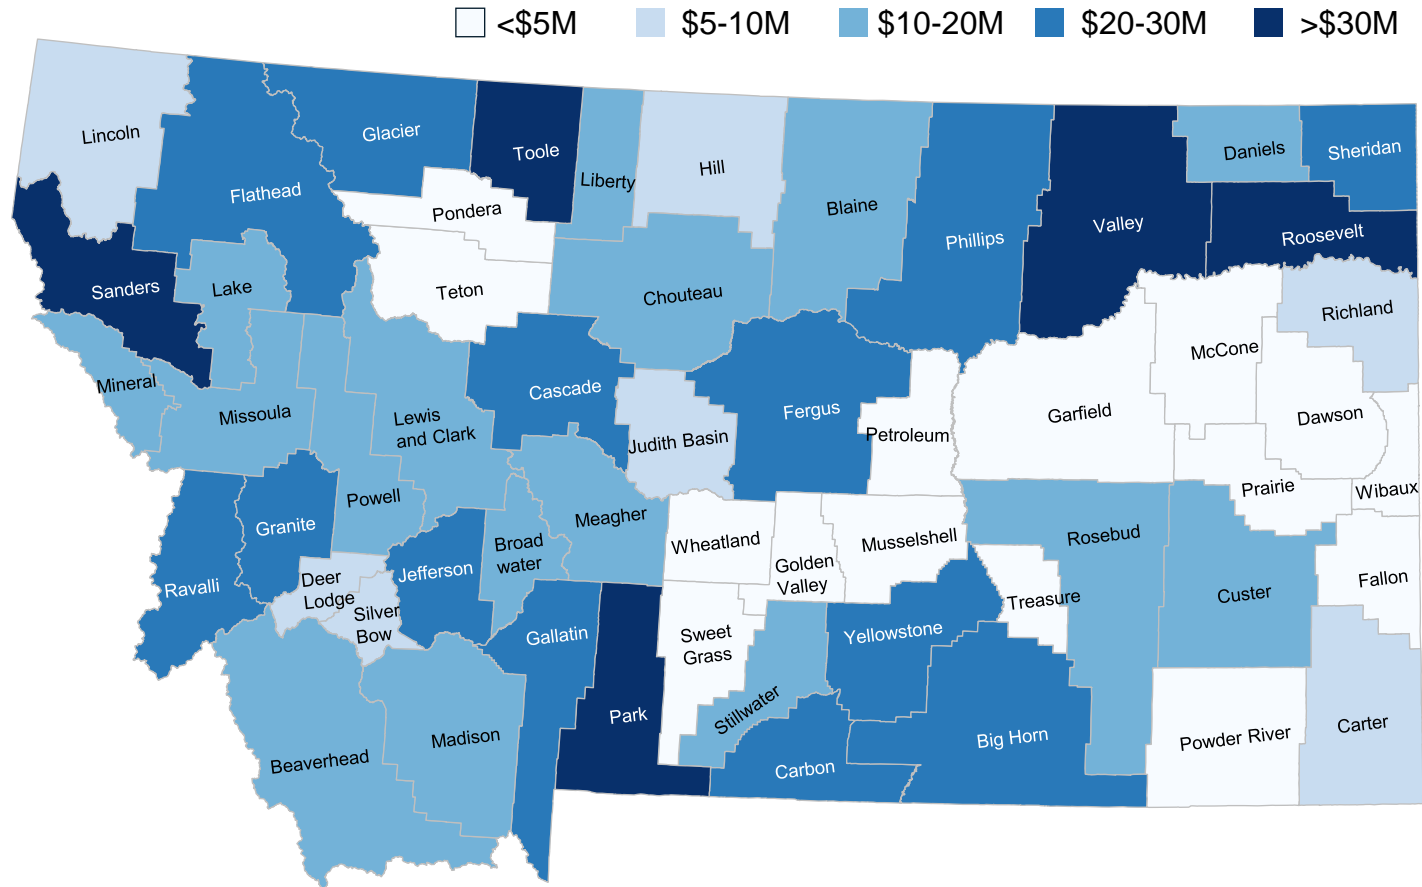 <$5M $5-10M $10-20M $20-30M >$30M
Lincoln
Glacier
Toole
Liberty
Hill
Blaine
Phillips
Valley
Daniels
Sheridan
Flathead
Pondera
Roosevelt
Sanders
Lake
Teton
Chouteau
Richland
McCone
Mineral
Missoula
Lewis
and Clark
Cascade
Judith Basin
Fergus
Petroleum
Garfield
Dawson
Powell
Granite
Meagher
Wheatland
Golden
Valley
Musselshell
Rosebud
Prairie
Wibaux
Ravalli
Deer
Lodge
Silver
Bow
Jefferson
Broad
water
Gallatin
Sweet
Grass
Yellowstone
Treasure
Custer
Fallon
Park
Stillwater
Beaverhead
Madison
Carbon
Big Horn
Powder River
Carter